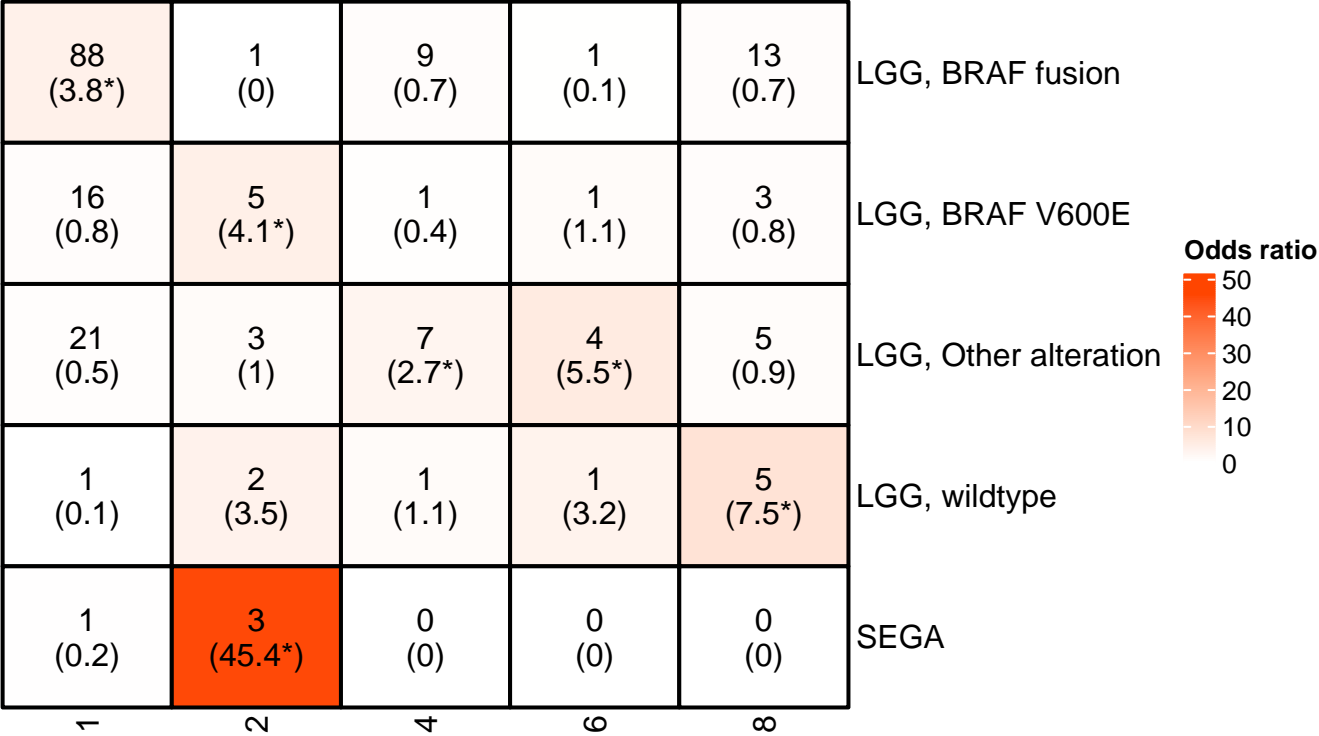 88 1 9 1 13
(3.8*) (0) (0.7) (0.1) (0.7)
LGG, BRAF fusion
16 5 1 1 3
(0.8) (4.1*) (0.4) (1.1) (0.8)
LGG, BRAF V600E
21 3 7 4 5
(0.5) (1) (2.7*) (5.5*) (0.9)
LGG, Other alteration
1 2 1 1 5
(0.1) (3.5) (1.1) (3.2) (7.5*)
LGG, wildtype
1 3 0 0 0
(0.2) (45.4*) (0) (0) (0)
SEGA
1 2 4 6 8
Odds ratio
50
40
30
20
10
0